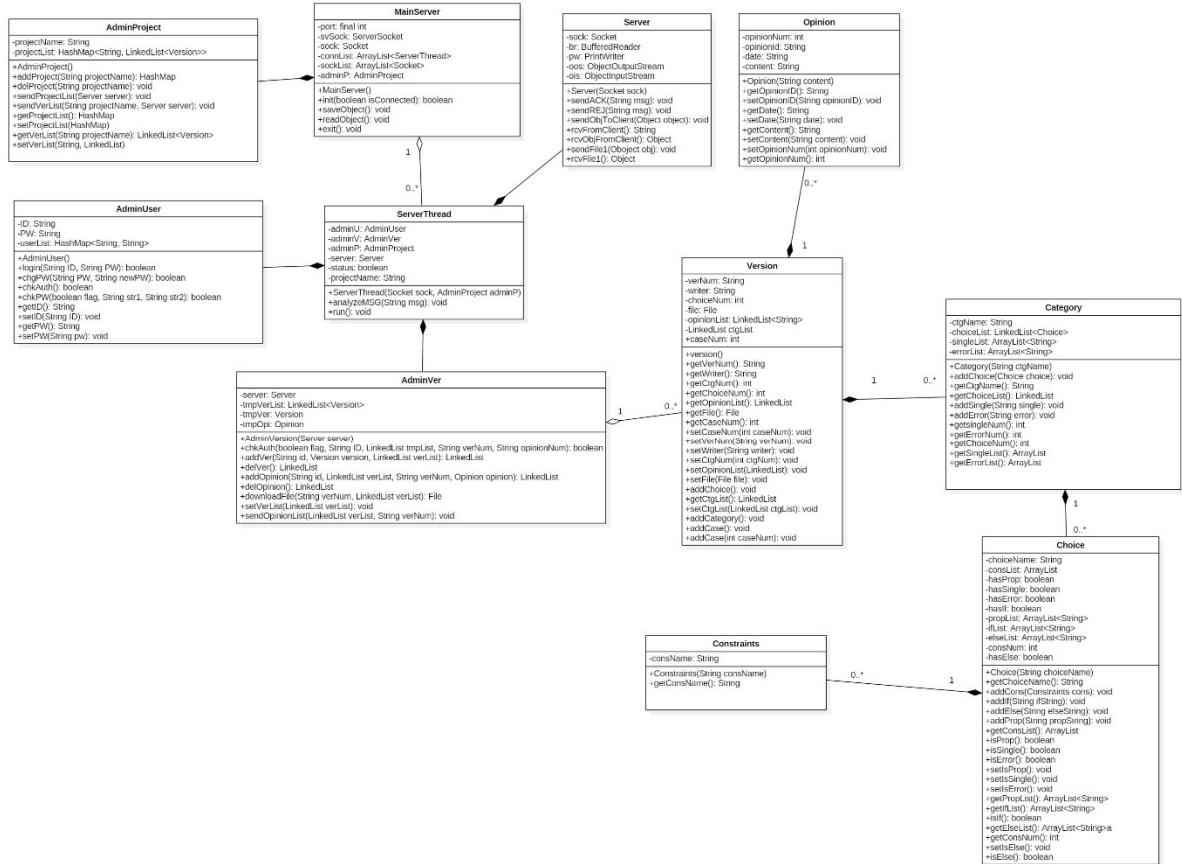 AdminProject
-projectName: String
-projectList: HashMap<String, LinkedList<Version>>
+AdminProject()
+addProject(String projectName): HashMap
+delProject(String projectName): void
+sendProjectList(Server server): void
+sendVerList(String projectName, Server server): void
+getProjectList(): HashMap
+setProjectList(HashMap)
+getVerList(String projectName): LinkedList<Version>
+setVerList(String, LinkedList)
MainServer
-port: final int
-svSock: ServerSocket
-sock: Socket
-connList: ArrayList<ServerThread>
-sockList: ArrayList<Socket>
-adminP: AdminProject
+MainServer()
+init(boolean isConnected): boolean
+saveObject(): void
+readObject(): void
+exit(): void
1
0..*
Server
-sock: Socket
-br: BufferedReader
-pw: PrintWriter
-oos: ObjectOutputStream
-ois: ObjectInputStream
+Server(Socket sock)
+sendACK(String msg): void
+sendREJ(String msg): void
+sendObjToClient(Object object): void
+rcvFromClient(): String
+rcvObjFromClient(): Object
+sendFile1(Oboject obj): void
+rcvFile1(): Object
Opinion
-opinionNum: int
-opinionId: String
-date: String
-content: String
+Opinion(String content)
+getOpinionID(): String
+setOpinionID(String opinionID): void
+getDate(): String
+setDate(String date): void
+getContent(): String
+setContent(String content): void
+setOpinionNum(int opinionNum): void
+getOpinionNum(): int
0..*
1
AdminUser
-ID: String
-PW: String
-userList: HashMap<String, String>
+AdminUser()
+login(String ID, String PW): boolean
+chgPW(String PW, String newPW): boolean
+chkAuth(): boolean
+chkPW(boolean flag, String str1, String str2): boolean
+getID(): String
+setID(String ID): void
+getPW(): String
+setPW(String pw): void
ServerThread
-adminU: AdminUser
-adminV: AdminVer
-adminP: AdminProject
-server: Server
-status: boolean
-projectName: String
+ServerThread(Socket sock, AdminProject adminP)
+analyzeMSG(String msg): void
+run(): void
Version
-verNum: String
-writer: String
-choiceNum: int
-file: File
-opinionList: LinkedList<String>
-LinkedList ctgList
+caseNum: int
+version()
+getVerNum(): String
+getWriter(): String
+getCtgNum(): int
+getChoiceNum(): int
+getOpinionList(): LinkedList
+getFile(): File
+getCaseNum(): int
+setCaseNum(int caseNum): void
+setVerNum(String verNum): void
+setWriter(String writer): void
+setCtgNum(int ctgNum): void
+setOpinionList(LinkedList): void
+setFile(File file): void
+addChoice(): void
+getCtgList(): LinkedList
+setCtgList(LinkedList ctgList): void
+addCategory(): void
+addCase(): void
+addCase(int caseNum): void
1
0..*
Category
-ctgName: String
-choiceList: LinkedList<Choice>
-singleList: ArrayList<String>
-errorList: ArrayList<String>
+Category(String ctgName)
+addChoice(Choice choice): void
+getCtgName(): String
+getChoiceList(): LinkedList
+addSingle(String single): void
+addError(String error): void
+getsingleNum(): int
+getErrorNum(): int
+getChoiceNum(): int
+getSingleList(): ArrayList
+getErrorList(): ArrayList
AdminVer
-server: Server
-tmpVerList: LinkedList<Version>
-tmpVer: Version
-tmpOpi: Opinion
+AdminVersion(Server server)
+chkAuth(boolean flag, String ID, LinkedList tmpList, String verNum, String opinionNum): boolean
+addVer(String id, Version version, LinkedList verList): LinkedList
+delVer(): LinkedList
+addOpinion(String id, LinkedList verList, String verNum, Opinion opinion): LinkedList
+delOpinion(): LinkedList
+downloadFile(String verNum, LinkedList verList): File
+setVerList(LinkedList verList): void
+sendOpinionList(LinkedList verList, String verNum): void
1
0..*
1
0..*
Choice
-choiceName: String
-consList: ArrayList
-hasProp: boolean
-hasSingle: boolean
-hasError: boolean
-hasIf: boolean
-propList: ArrayList<String>
-ifList: ArrayList<String>
-elseList: ArrayList<String>
-consNum: int
-hasElse: boolean
+Choice(String choiceName)
+getChoiceName(): String
+addCons(Constraints cons): void
+addIf(String ifString): void
+addElse(String elseString): void
+addProp(String propString): void
+getConsList(): ArrayList
+isProp(): boolean
+isSingle(): boolean
+isError(): boolean
+setIsProp(): void
+setIsSingle(): void
+setIsError(): void
+getPropList(): ArrayList<String>
+getIfList(): ArrayList<String>
+isIf(): boolean
+getElseList(): ArrayList<String>a
+getConsNum(): int
+setIsElse(): void
+isElse(): boolean
Constraints
-consName: String
+Constraints(String consName)
+getConsName(): String
0..*
1